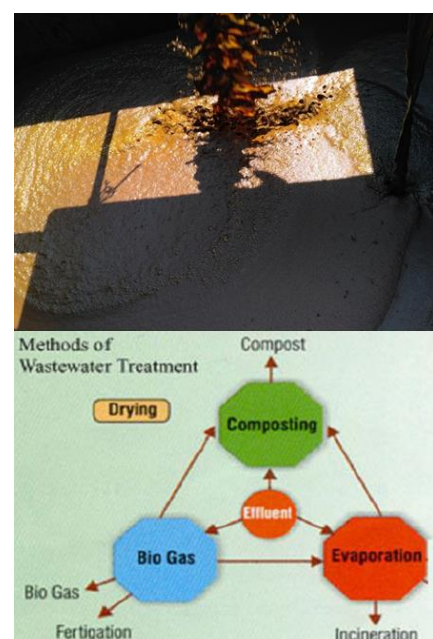 Methods of
Wastewater Treatment
Compost
Drying
Composting
Effluent
Bio Gas
Evaporation
Bio Gas
Fertigation
Incineration